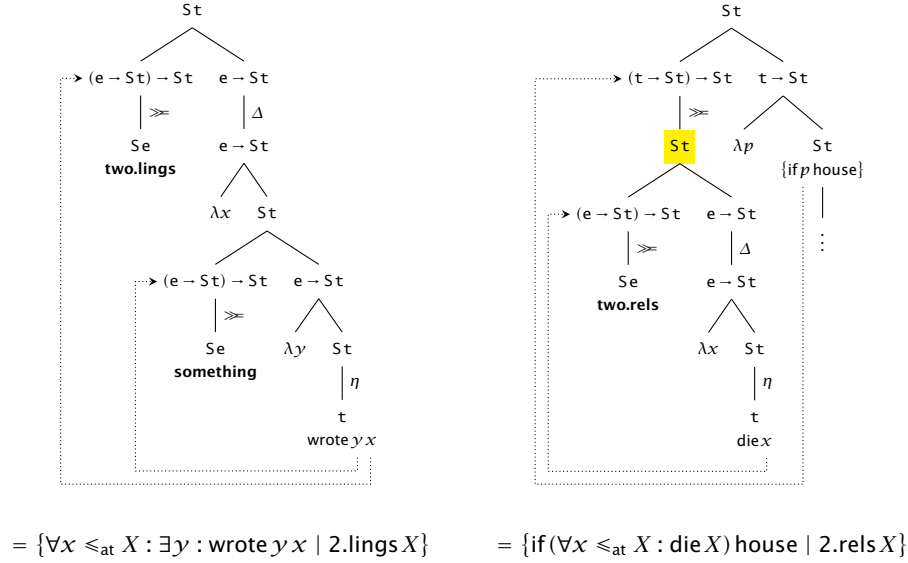 St
(e → St) → St e → St
≫= Δ
Se e → St
two.lings
λx St
(e → St) → St e → St
≫=
Se λy St
something
η
t
wrote y x
= {∀x ⩽at X : ∃y : wrote y x | 2.lings X}
St
(t → St) → St t → St
≫=
St λp St
{if p house}
(e → St) → St e → St
⋮
≫= Δ
Se e → St
two.rels
λx St
η
t
die x
= {if (∀x ⩽at X : die X) house | 2.rels X}